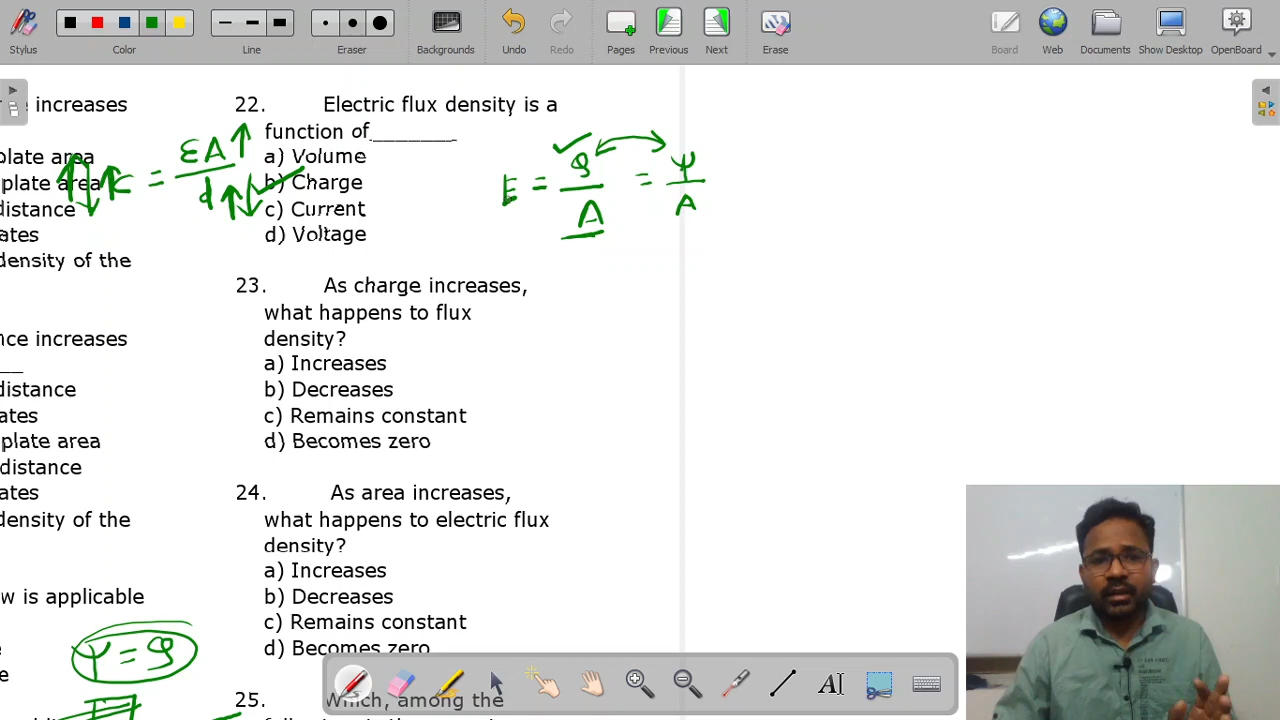 Stylus
Color
Line
Eraser
Backgrounds
Undo
Redo
Pages
Previous
Next
Erase
Board
Web
Documents
Show Desktop
OpenBoard
e increases
plate area
plate area
distance
ates
density of the
nce increases
__
distance
ates
plate area
distance
ates
density of the
w is applicable
e
ψ = Q
= εA
d
22. Electric flux density is a
function of_______
a) Volume
b) Charge
c) Current
d) Voltage
E = Q = ψ
A A
23. As charge increases,
what happens to flux
density?
a) Increases
b) Decreases
c) Remains constant
d) Becomes zero
24. As area increases,
what happens to electric flux
density?
a) Increases
b) Decreases
c) Remains constant
d) Becomes zero
25. Which, among the